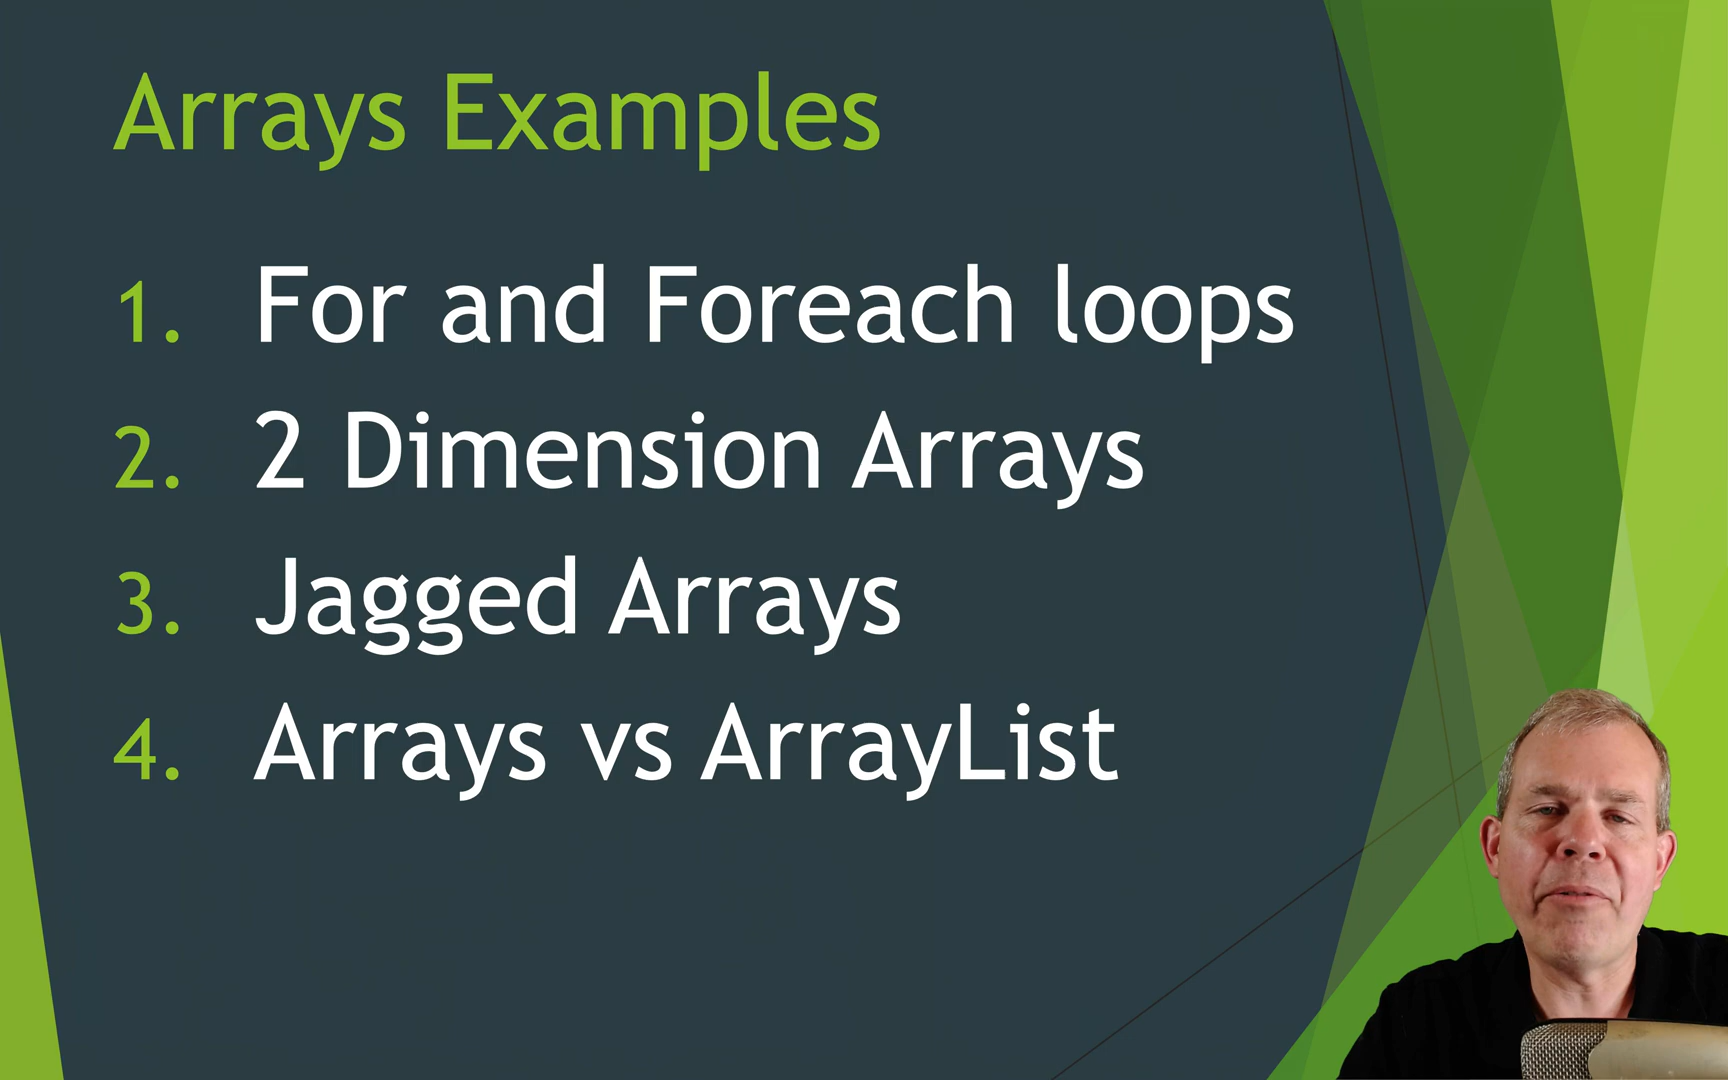 Arrays Examples
1. For and Foreach loops
2. 2 Dimension Arrays
3. Jagged Arrays
4. Arrays vs ArrayList